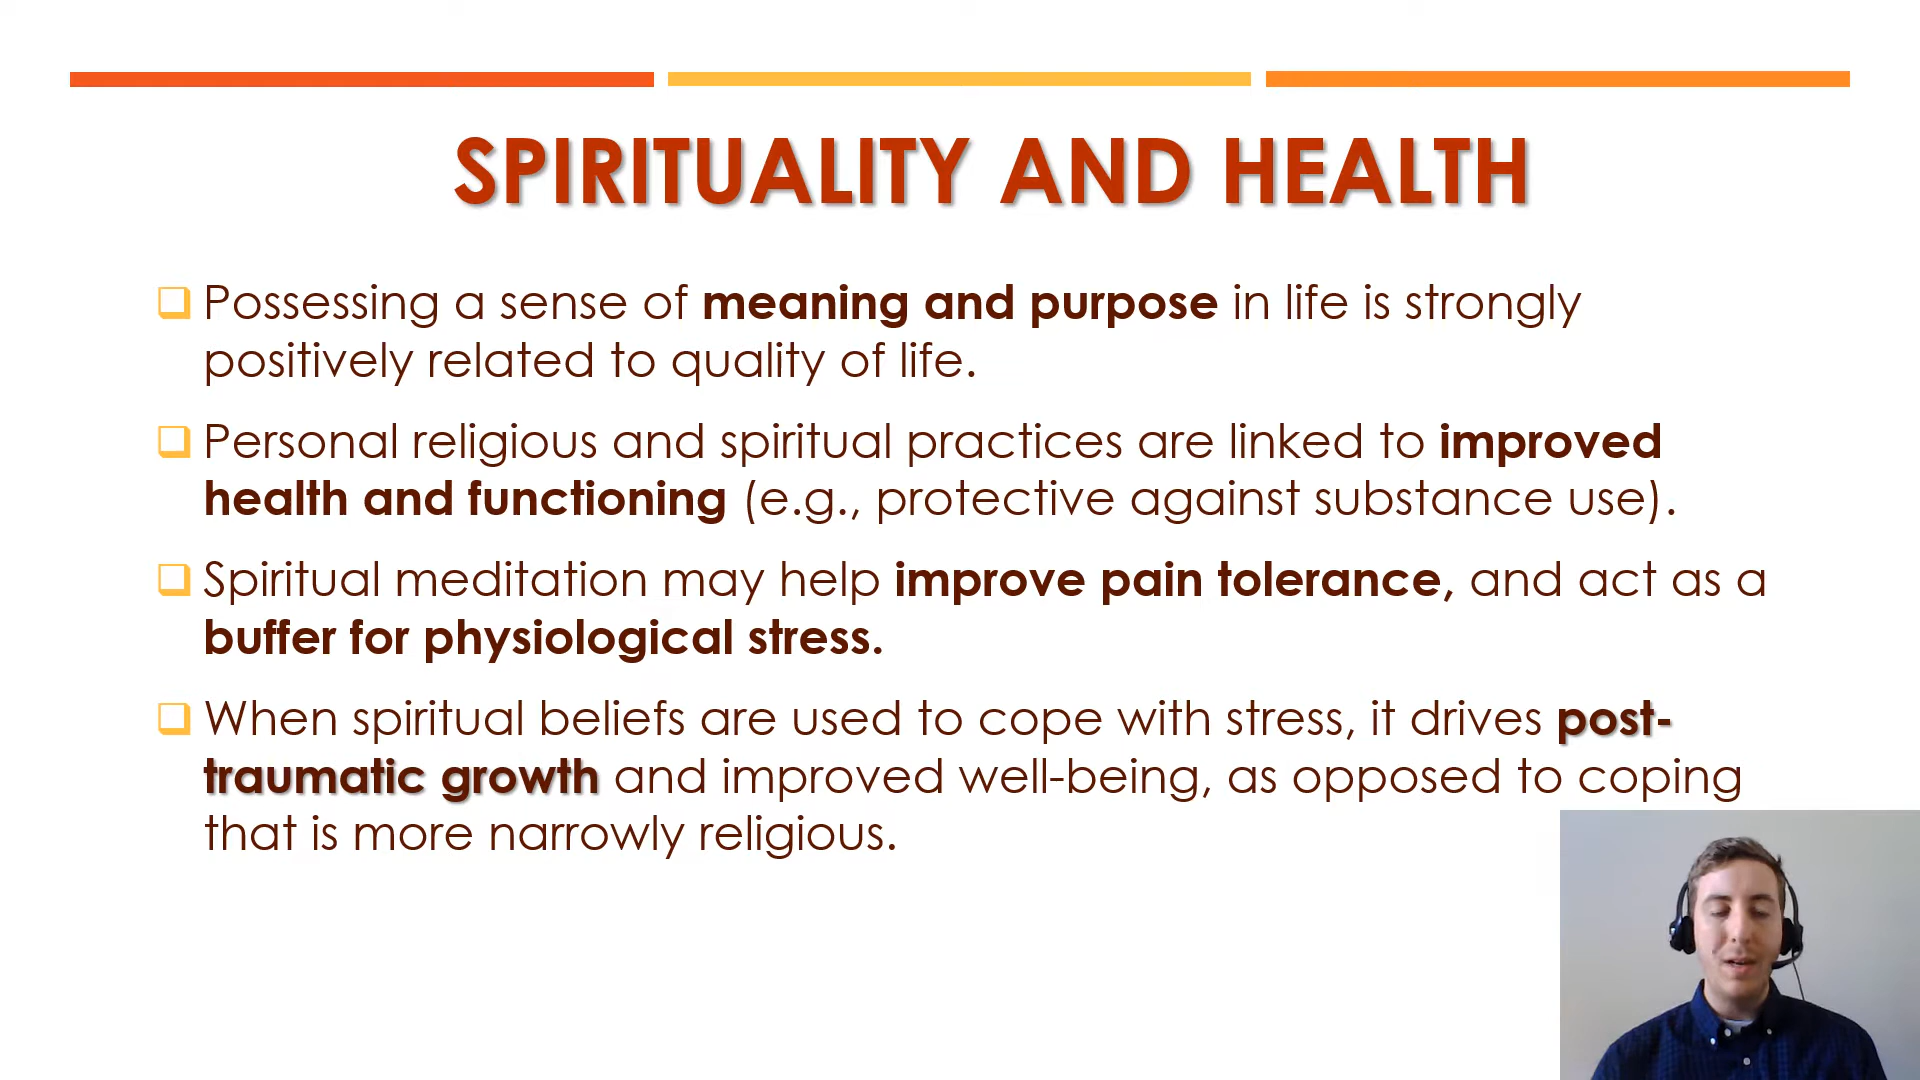 SPIRITUALITY AND HEALTH
Possessing a sense of meaning and purpose in life is strongly
positively related to quality of life.
Personal religious and spiritual practices are linked to improved
health and functioning (e.g., protective against substance use).
Spiritual meditation may help improve pain tolerance, and act as a
buffer for physiological stress.
When spiritual beliefs are used to cope with stress, it drives post-
traumatic growth and improved well-being, as opposed to coping
that is more narrowly religious.